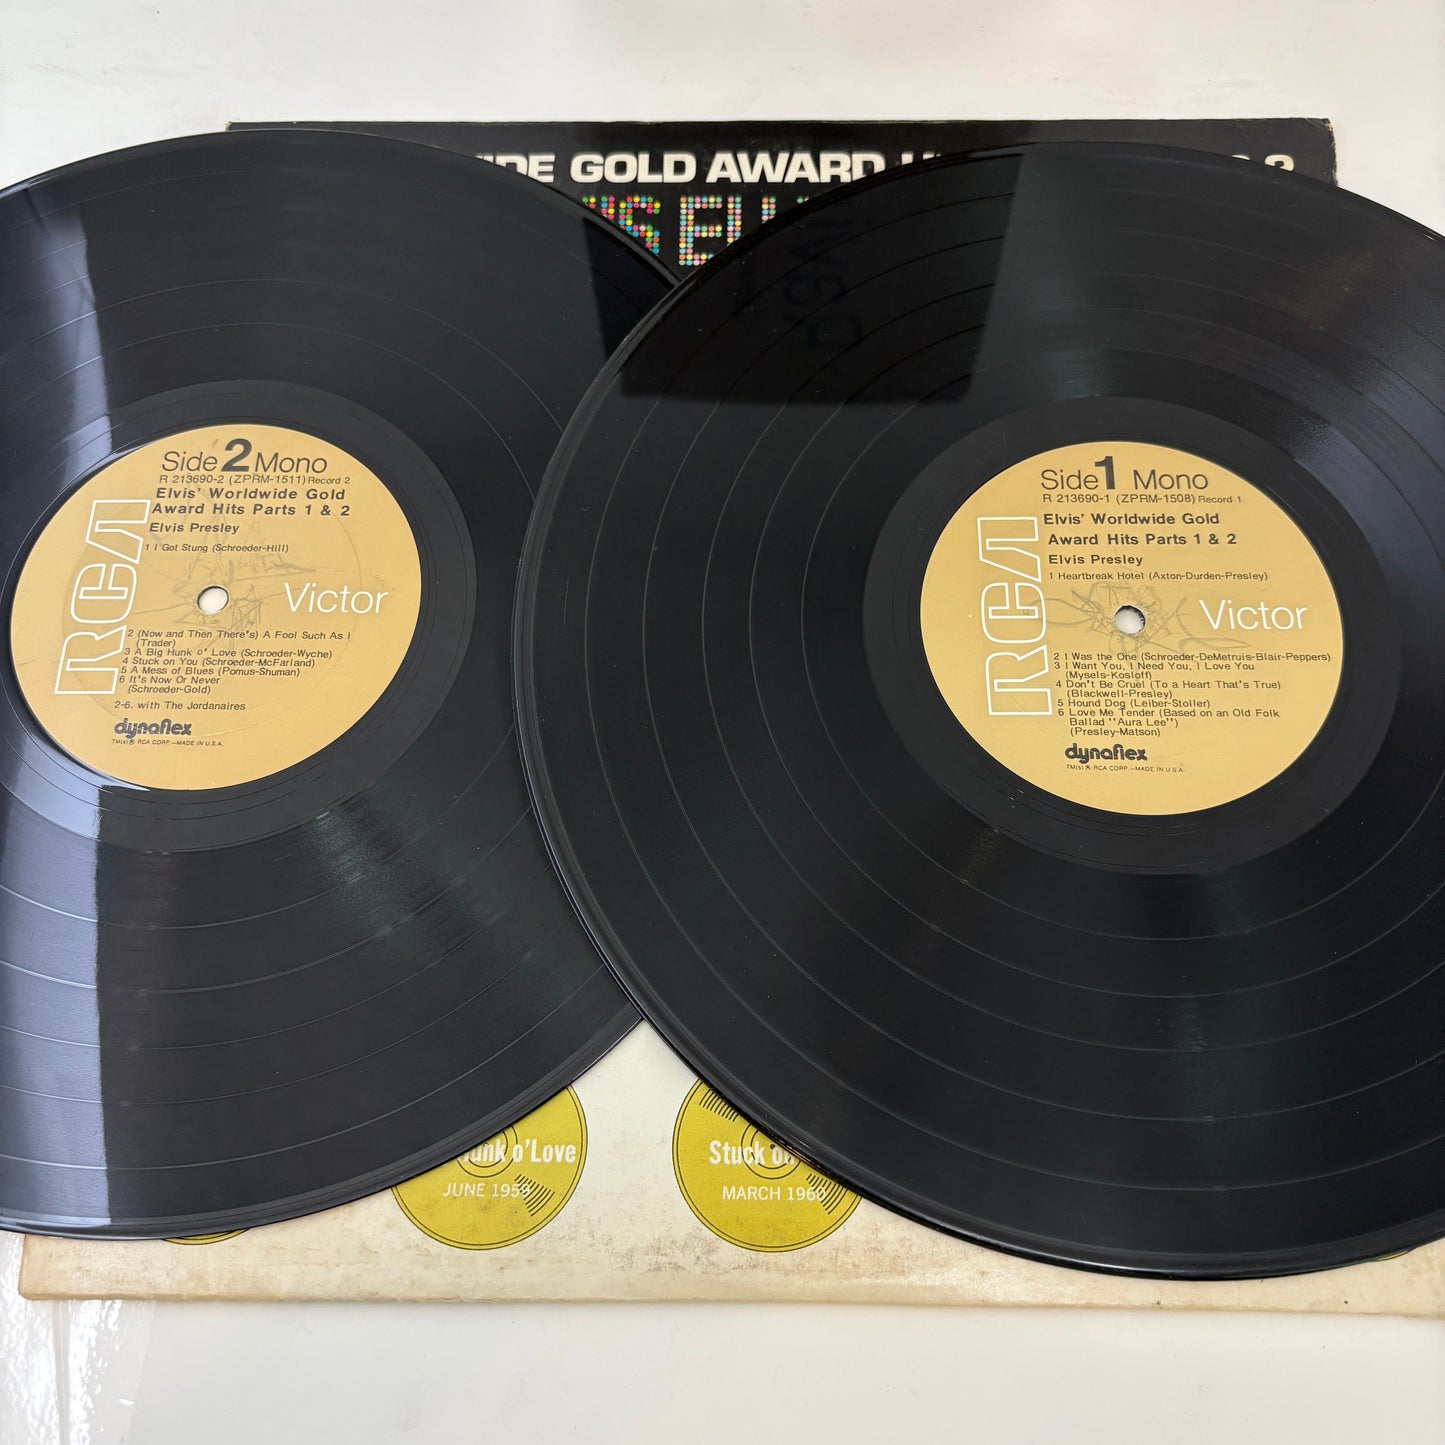 GOLD AWARD
Side 2 Mono
R 213690-2 (ZPRM-1511) Record 2
Elvis' Worldwide Gold
Award Hits Parts 1 & 2
Elvis Presley
1 I Got Stung (Schroeder-Hill)
RCA
Victor
2 (Now and Then There's) A Fool Such As I
(Trader)
3 A Big Hunk o' Love (Schroeder-Wyche)
4 Stuck on You (Schroeder-McFarland)
5 A Mess of Blues (Pomus-Shuman)
6 It's Now Or Never
(Schroeder-Gold)
2-6. with The Jordanaires
dynaflex
TM(s) ® RCA CORP.—MADE IN U.S.A.
Side 1 Mono
R 213690-1 (ZPRM-1508) Record 1
Elvis' Worldwide Gold
Award Hits Parts 1 & 2
Elvis Presley
1 Heartbreak Hotel (Axton-Durden-Presley)
RCA
Victor
2 I Was the One (Schroeder-DeMetruis-Blair-Peppers)
3 I Want You, I Need You, I Love You
(Mysels-Kosloff)
4 Don't Be Cruel (To a Heart That's True)
(Blackwell-Presley)
5 Hound Dog (Leiber-Stoller)
6 Love Me Tender (Based on an Old Folk
Ballad "Aura Lee")
(Presley-Matson)
dynaflex
TM(s) ® RCA CORP.—MADE IN U.S.A.
o'Love
JUNE 1959
Stuck on
MARCH 1960